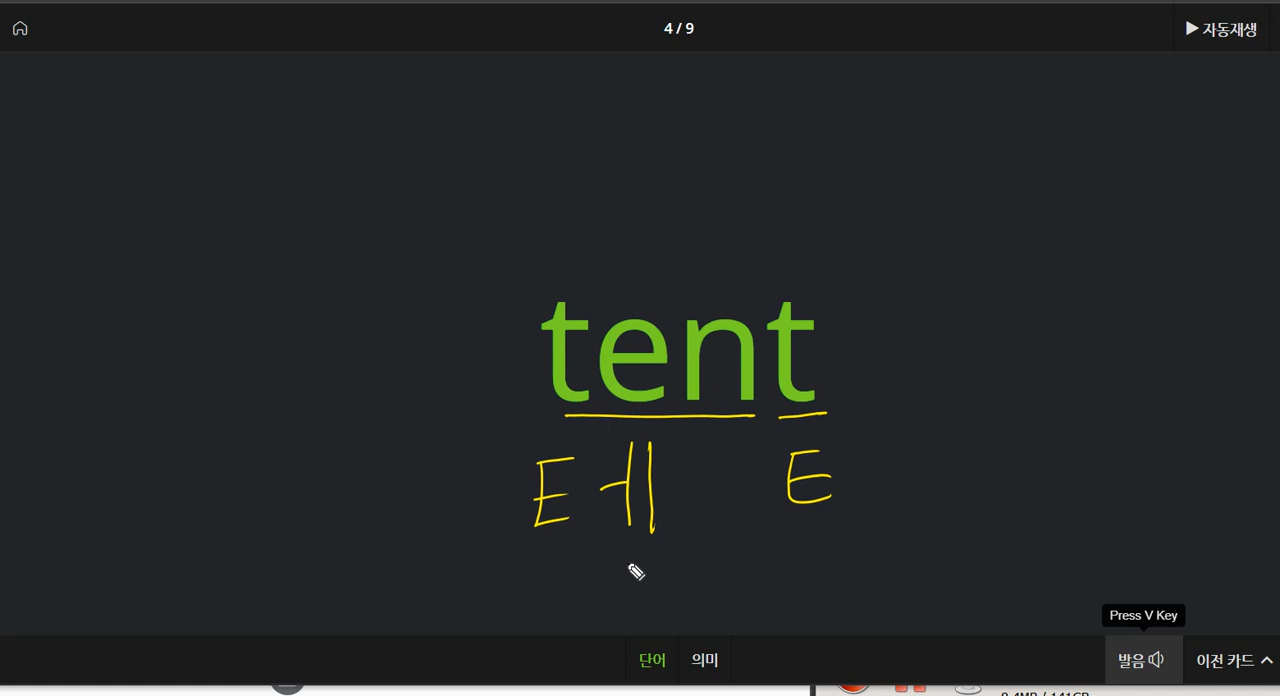 4 / 9
▶ 자동재생
tent
테 ㅌ
Press V Key
단어 의미 발음 이전 카드